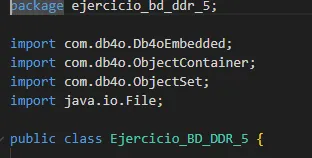 package ejercicio_bd_ddr_5;
import com.db4o.Db4oEmbedded;
import com.db4o.ObjectContainer;
import com.db4o.ObjectSet;
import java.io.File;
public class Ejercicio_BD_DDR_5 {